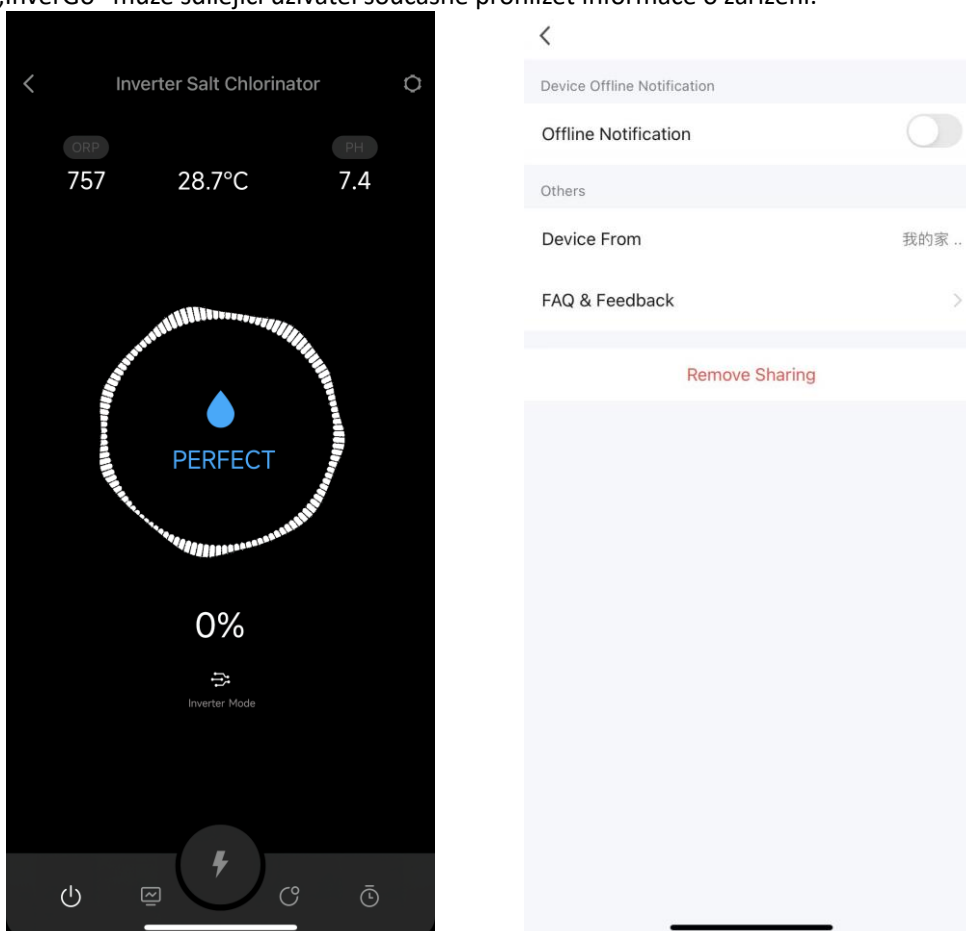 „InverGo“ může sdílející uživatel současně prohlížet informace o zařízení.
Inverter Salt Chlorinator
ORP
PH
757
28.7°C
7.4
PERFECT
0%
Inverter Mode
Device Offline Notification
Offline Notification
Others
Device From
我的家 ..
FAQ & Feedback
Remove Sharing